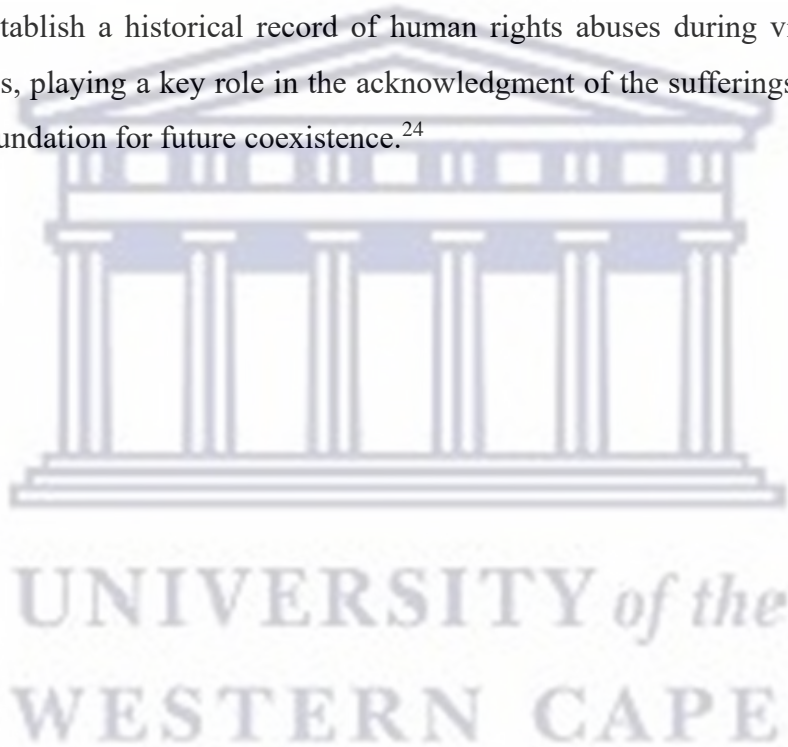 tablish a historical record of human rights abuses during vi
s, playing a key role in the acknowledgment of the sufferings
undation for future coexistence.24
UNIVERSITY of the
WESTERN CAPE